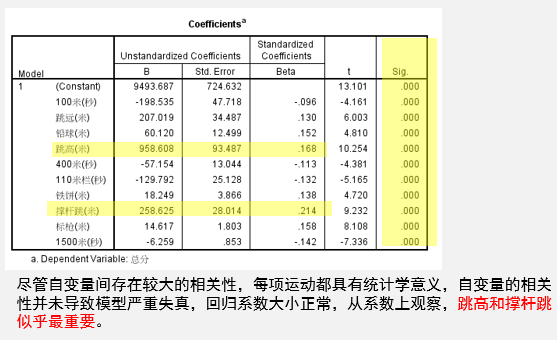 Coefficientsᵃ
Unstandardized Coefficients Standardized Coefficients
Model B Std. Error Beta t Sig.
1 (Constant) 9493.687 724.632 13.101 .000
100米(秒) -198.535 47.718 -.096 -4.161 .000
跳远(米) 207.019 34.487 .130 6.003 .000
铅球(米) 60.120 12.499 .152 4.810 .000
跳高(米) 958.608 93.487 .168 10.254 .000
400米(秒) -57.154 13.044 -.113 -4.381 .000
110米栏(秒) -129.792 25.128 -.132 -5.165 .000
铁饼(米) 18.249 3.866 .138 4.720 .000
撑杆跳(米) 258.625 28.014 .214 9.232 .000
标枪(米) 14.617 1.803 .158 8.108 .000
1500米(秒) -6.259 .853 -.142 -7.336 .000
a. Dependent Variable: 总分
尽管自变量间存在较大的相关性，每项运动都具有统计学意义，自变量的相关
性并未导致模型严重失真，回归系数大小正常，从系数上观察，跳高和撑杆跳
似乎最重要。